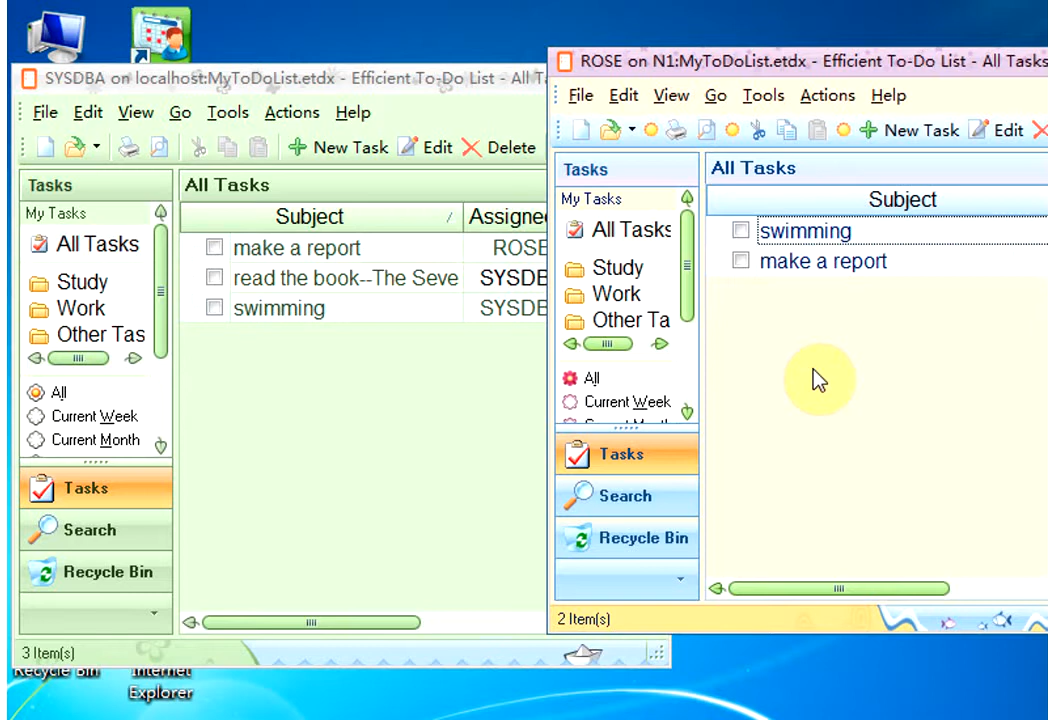 SYSDBA on localhost:MyToDoList.etdx - Efficient To-Do List - All
File Edit View Go Tools Actions Help
New Task Edit Delete
Tasks
My Tasks
All Tasks
Study
Work
Other Tas
All
Current Week
Current Month
Tasks
Search
Recycle Bin
All Tasks
Subject Assigned
make a report ROSE
read the book--The Seve SYSDB
swimming SYSDB
3 Item(s)
ROSE on N1:MyToDoList.etdx - Efficient To-Do List - All Tasks
File Edit View Go Tools Actions Help
New Task Edit
Tasks
My Tasks
All Tasks
Study
Work
Other Ta
All
Current Week
Tasks
Search
Recycle Bin
All Tasks
Subject
swimming
make a report
2 Item(s)
Recycle Bin
Internet
Explorer